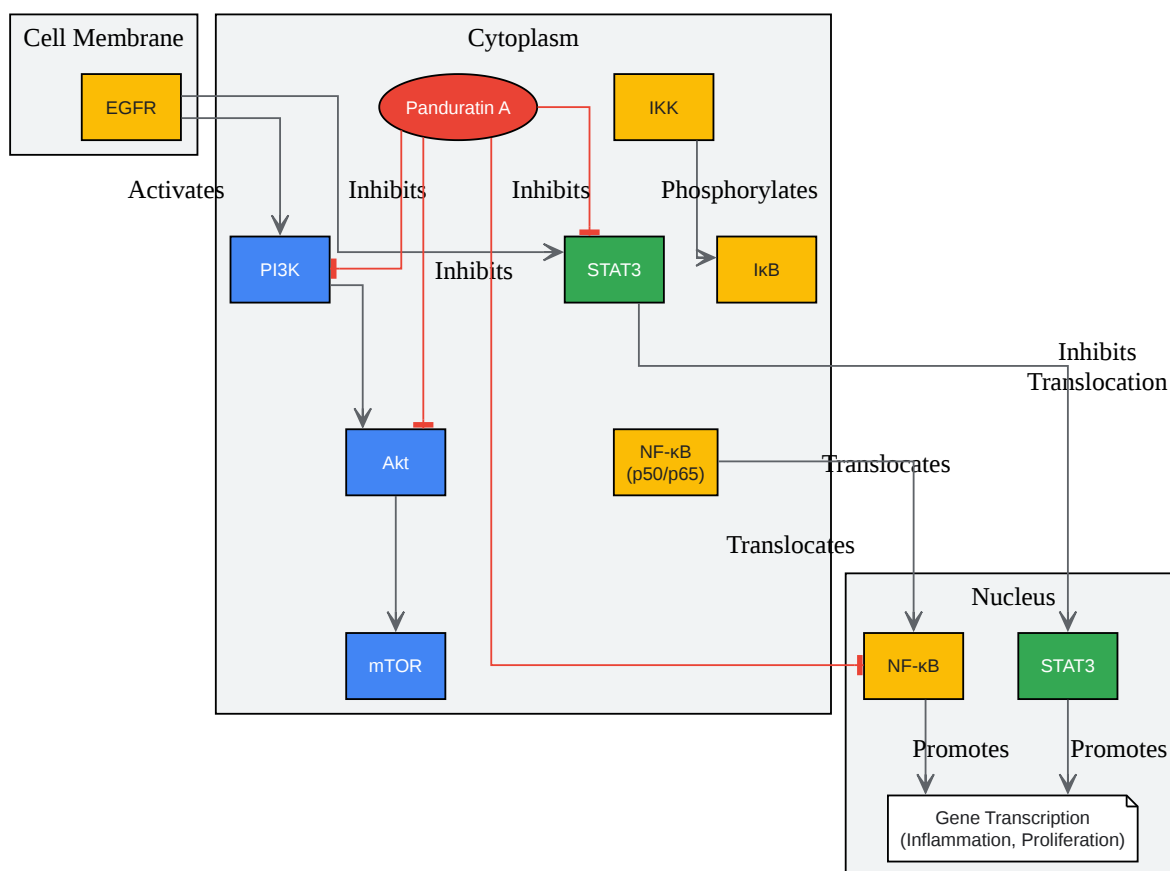 Cell Membrane
Cytoplasm
EGFR
Panduratin A
IKK
Activates
Inhibits
Inhibits
Phosphorylates
PI3K
Inhibits
STAT3
IκB
Inhibits
Translocation
Akt
NF-κB
(p50/p65)
Translocates
Translocates
Nucleus
mTOR
NF-κB
STAT3
Promotes
Promotes
Gene Transcription
(Inflammation, Proliferation)